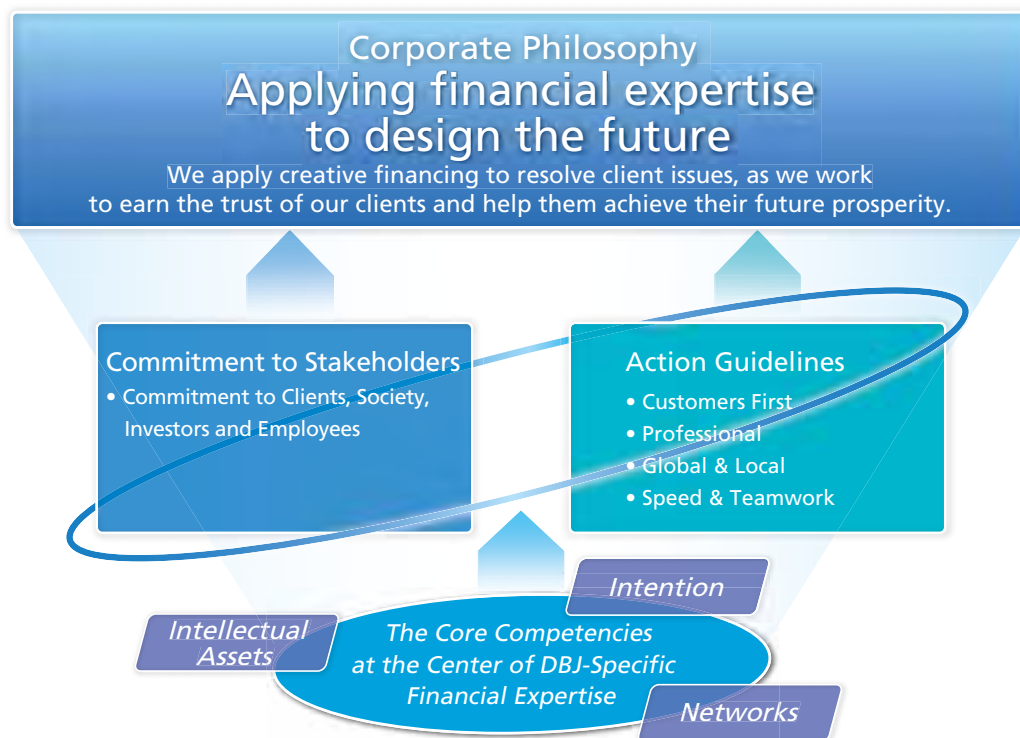 Corporate Philosophy
Applying financial expertise
to design the future
We apply creative financing to resolve client issues, as we work
to earn the trust of our clients and help them achieve their future prosperity.
Commitment to Stakeholders
• Commitment to Clients, Society,
Investors and Employees
Action Guidelines
• Customers First
• Professional
• Global & Local
• Speed & Teamwork
Intention
Intellectual
Assets
The Core Competencies
at the Center of DBJ-Specific
Financial Expertise
Networks